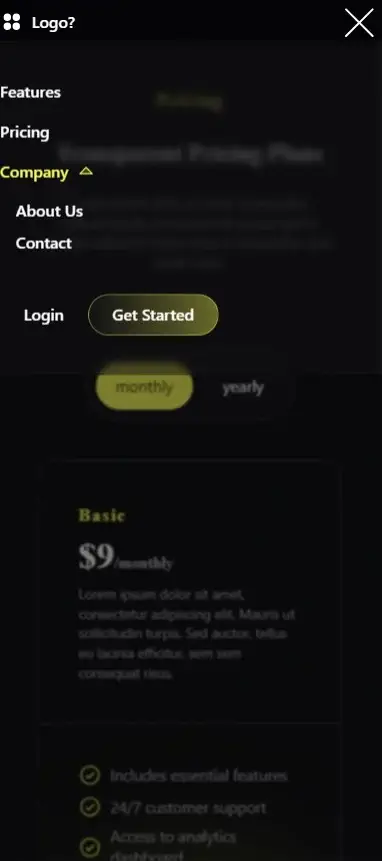 Logo?
Features
Pricing
Pricing
Transparent Pricing Plans
Company
About Us
Contact
Login
Get Started
monthly
yearly
Basic
$9/monthly
Lorem ipsum dolor sit amet,
consectetur adipiscing elit. Mauris ut
sollicitudin turpis. Sed auctor, tellus
eu lacinia efficitur, sem sem
consequat risus.
Includes essential features
24/7 customer support
Access to analytics
dashboard